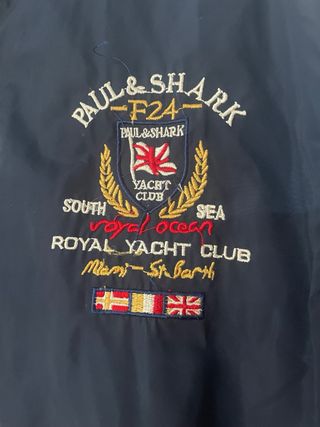 PAUL & SHARK
F24
PAUL&SHARK
YACHT
CLUB
SOUTH SEA
royal ocean
ROYAL YACHT CLUB
Miami-St. Barth